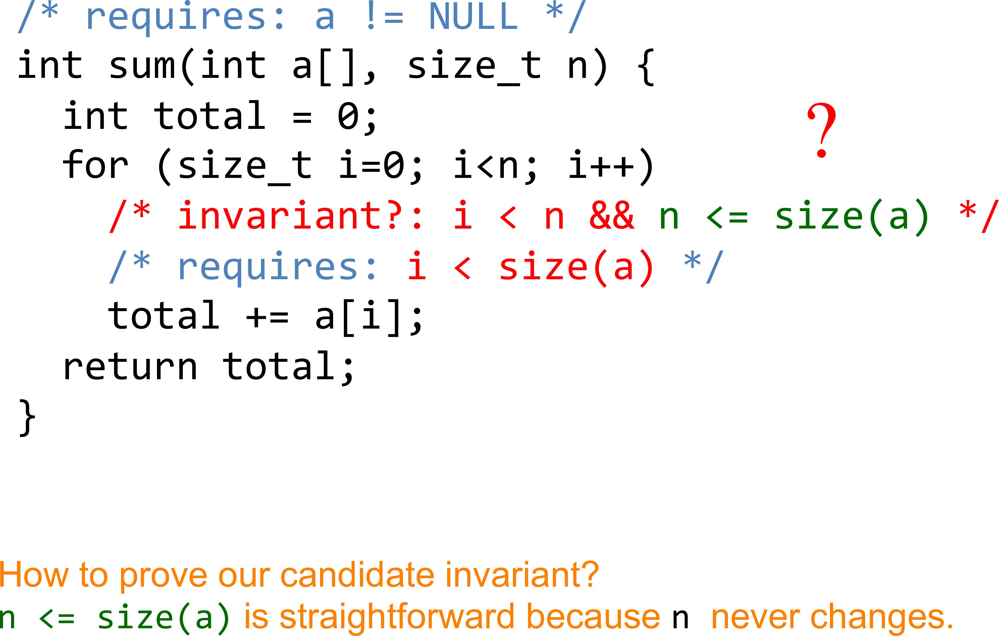 /* requires: a != NULL */
int sum(int a[], size_t n) {
int total = 0;
?
for (size_t i=0; i<n; i++)
/* invariant?: i < n && n <= size(a) */
/* requires: i < size(a) */
total += a[i];
return total;
}
How to prove our candidate invariant?
n <= size(a) is straightforward because n never changes.